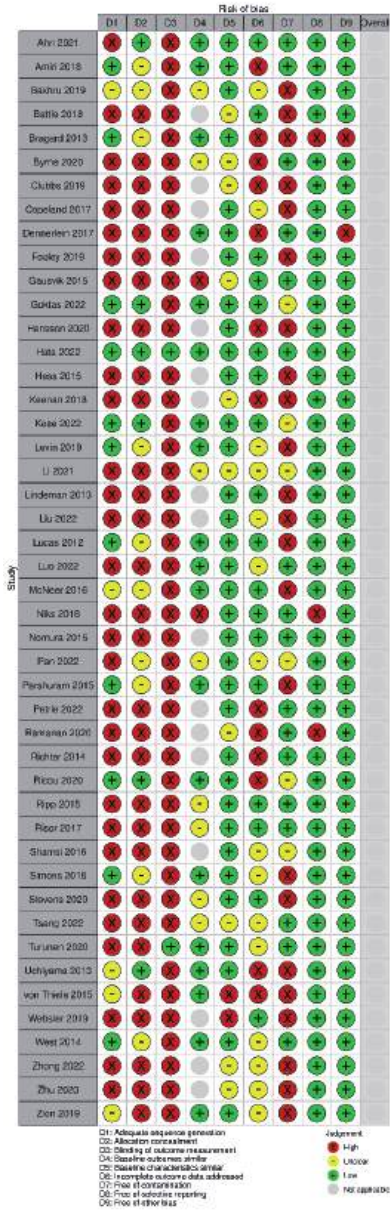 Risk of bias
D1 D2 D3 D4 D5 D6 D7 D8 D9 Overall
2021
Amiri 2018
Bakhru 2019
Battle 2018
Bragard 2013
Byrne 2020
Clubbs 2019
Copeland 2017
Dennerlein 2017
2019
Gausvik 2015
Goktas 2022
Hansson 2020
Hata 2022
Hess 2015
Keenan 2018
Kose 2022
Levin 2019
Li 2021
Lindeman 2013
Liu 2022
Lucas 2012
Luo 2022
McNeer 2016
Niks 2018
Nomura 2016
Pan 2022
Parshuram 2015
Petrie 2022
Ramanan 2020
Richter 2014
Ricou 2020
Ripp 2015
2017
Shamsi 2016
Simons 2016
Stevens 2020
Tsang 2022
Turunen 2020
Uchiyama 2013
von Thiele 2015
Webster 2019
West 2014
Zhong 2022
Zhu 2020
Zion 2019
Study
D1: Adequate sequence generation
D2: Allocation concealment
D3: Blinding of outcome measurement
D4: Baseline outcomes similar
D5: Baseline characteristics similar
D6: Incomplete outcome data addressed
D7: Free of contamination
D8: Free of selective reporting
D9: Free of other bias
Judgement
High
Unclear
Low
Not applicable